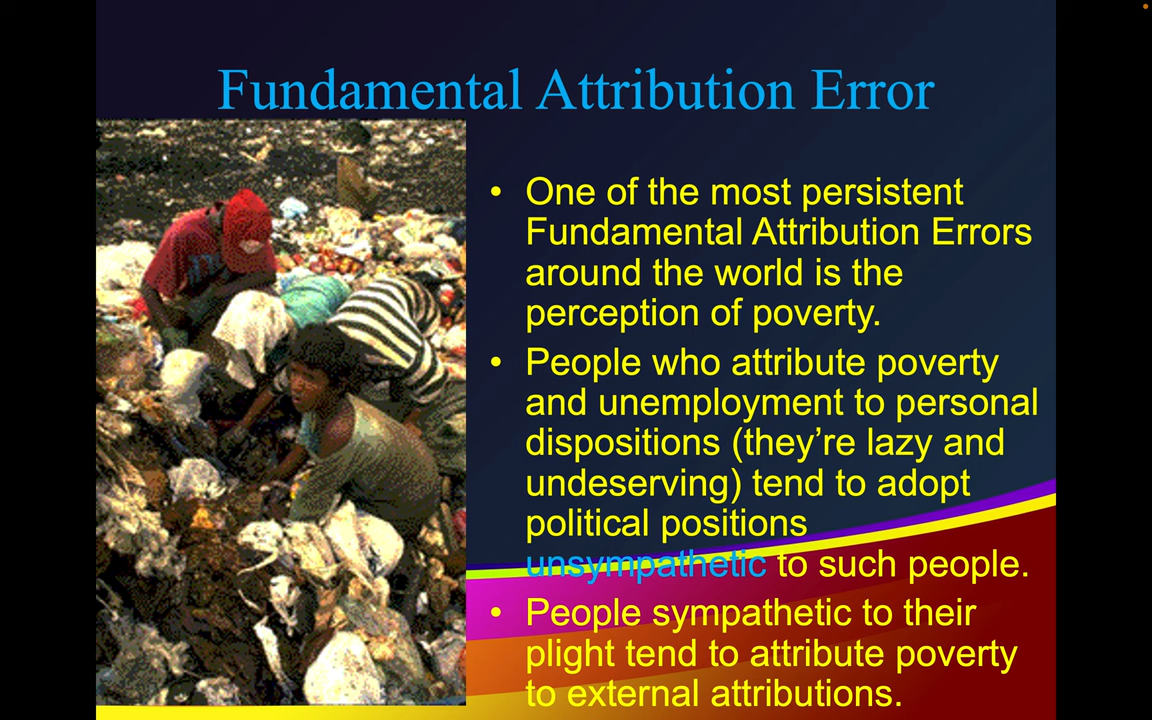 Fundamental Attribution Error
• One of the most persistent
Fundamental Attribution Errors
around the world is the
perception of poverty.
• People who attribute poverty
and unemployment to personal
dispositions (they’re lazy and
undeserving) tend to adopt
political positions
unsympathetic to such people.
• People sympathetic to their
plight tend to attribute poverty
to external attributions.